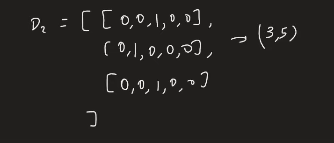 D₂ = [ [ 0,0,1,0,0],
[ 0,1,0,0,0], → (3,5)
[0,0,1,0,0]
]